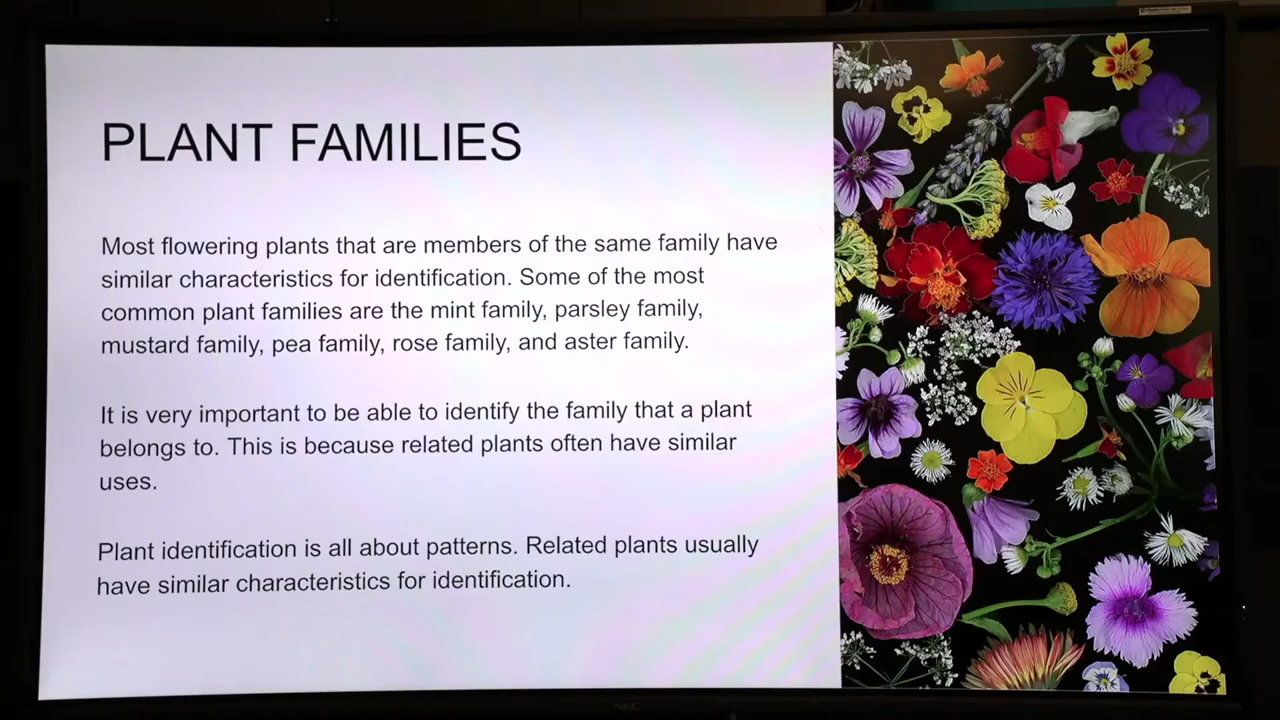 PLANT FAMILIES
Most flowering plants that are members of the same family have
similar characteristics for identification. Some of the most
common plant families are the mint family, parsley family,
mustard family, pea family, rose family, and aster family.
It is very important to be able to identify the family that a plant
belongs to. This is because related plants often have similar
uses.
Plant identification is all about patterns. Related plants usually
have similar characteristics for identification.
NEC